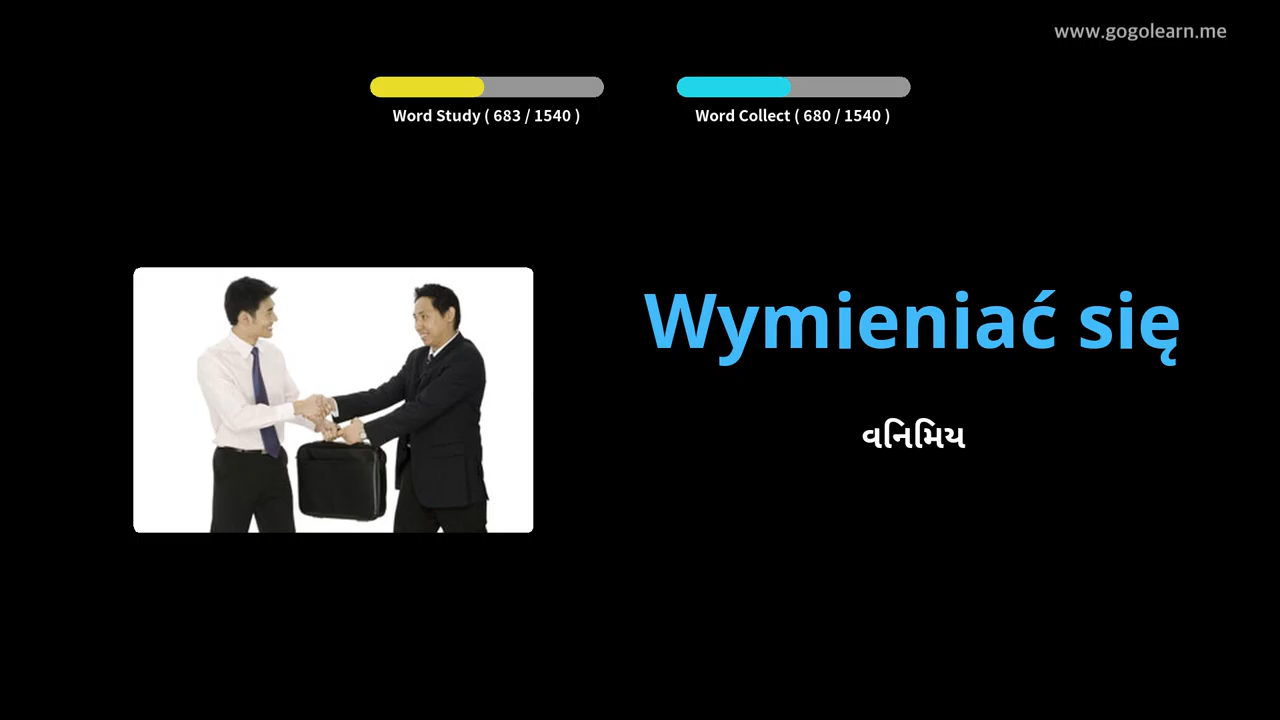 www.gogolearn.me
Word Study ( 683 / 1540 )
Word Collect ( 680 / 1540 )
Wymieniać się
વનિમિય